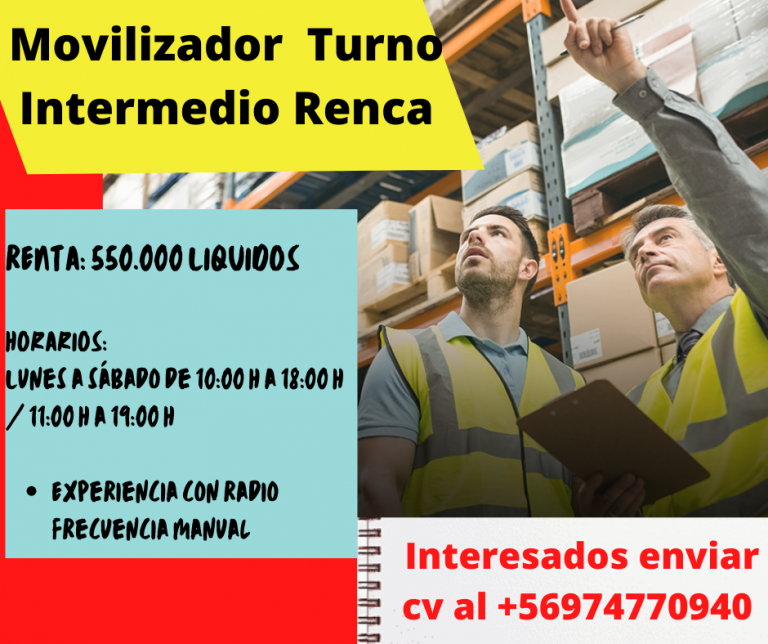 Movilizador Turno
Intermedio Renca
RENTA: 550.000 LIQUIDOS
HORARIOS:
LUNES A SÁBADO DE 10:00 H A 18:00 H
/ 11:00 H A 19:00 H
• EXPERIENCIA CON RADIO
FRECUENCIA MANUAL
Interesados enviar
cv al +56974770940